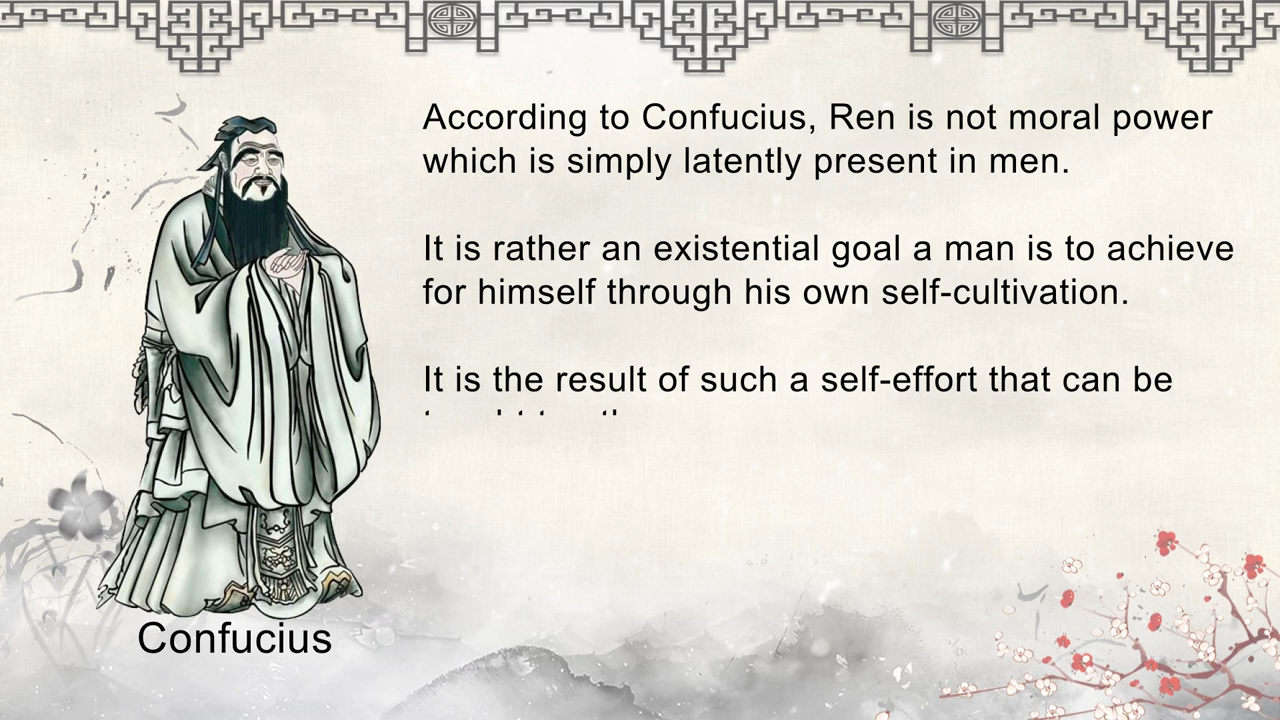 According to Confucius, Ren is not moral power
which is simply latently present in men.
It is rather an existential goal a man is to achieve
for himself through his own self-cultivation.
It is the result of such a self-effort that can be
Confucius